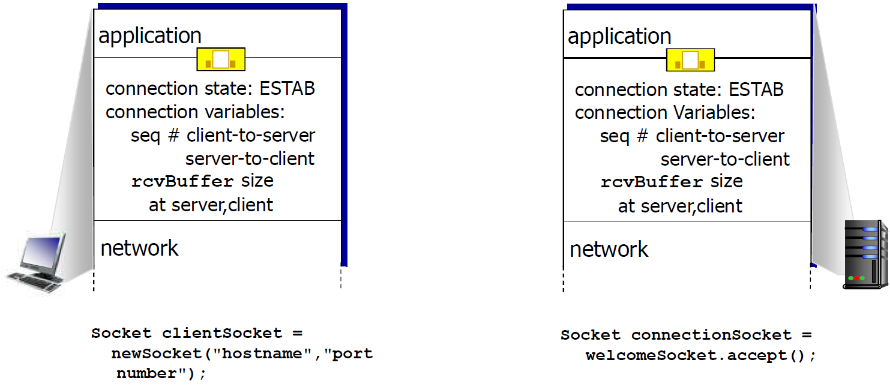 application
connection state: ESTAB
connection variables:
seq # client-to-server
server-to-client
rcvBuffer size
at server,client
network
Socket clientSocket =
newSocket("hostname","port
number");
application
connection state: ESTAB
connection Variables:
seq # client-to-server
server-to-client
rcvBuffer size
at server,client
network
Socket connectionSocket =
welcomeSocket.accept();